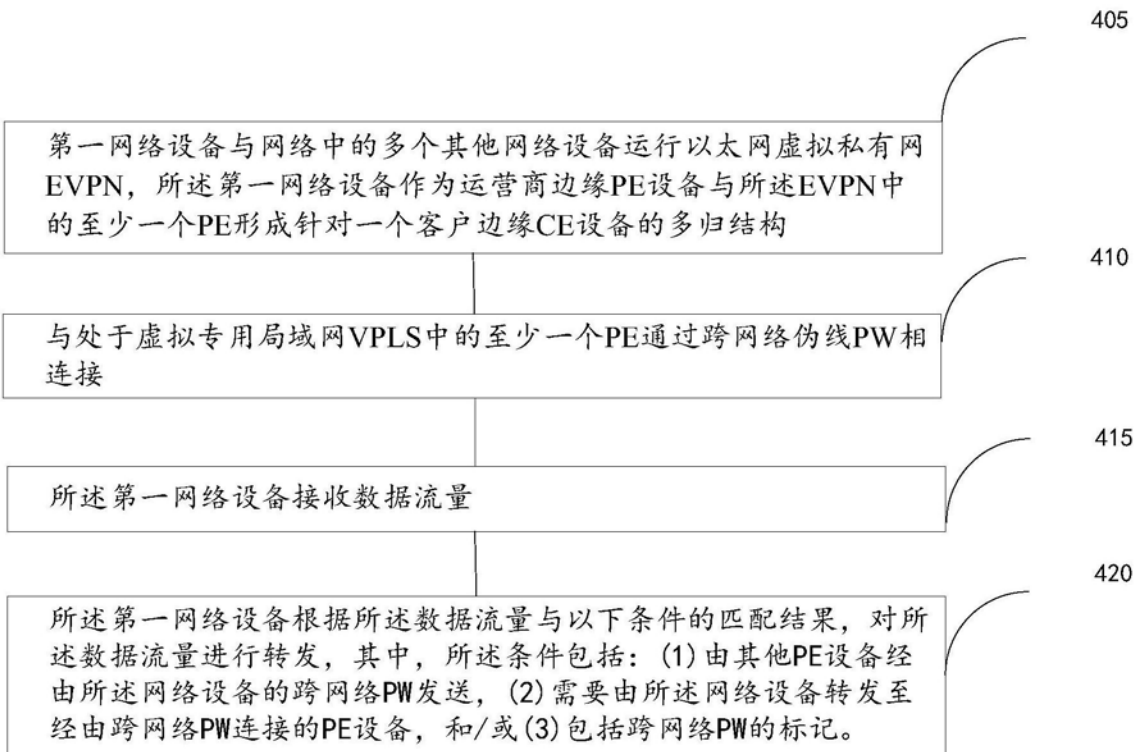 405
第一网络设备与网络中的多个其他网络设备运行以太网虚拟私有网
EVPN，所述第一网络设备作为运营商边缘PE设备与所述EVPN中
的至少一个PE形成针对一个客户边缘CE设备的多归结构
410
与处于虚拟专用局域网VPLS中的至少一个PE通过跨网络伪线PW相
连接
415
所述第一网络设备接收数据流量
420
所述第一网络设备根据所述数据流量与以下条件的匹配结果，对所
述数据流量进行转发，其中，所述条件包括：(1)由其他PE设备经
由所述网络设备的跨网络PW发送，(2)需要由所述网络设备转发至
经由跨网络PW连接的PE设备，和/或(3)包括跨网络PW的标记。